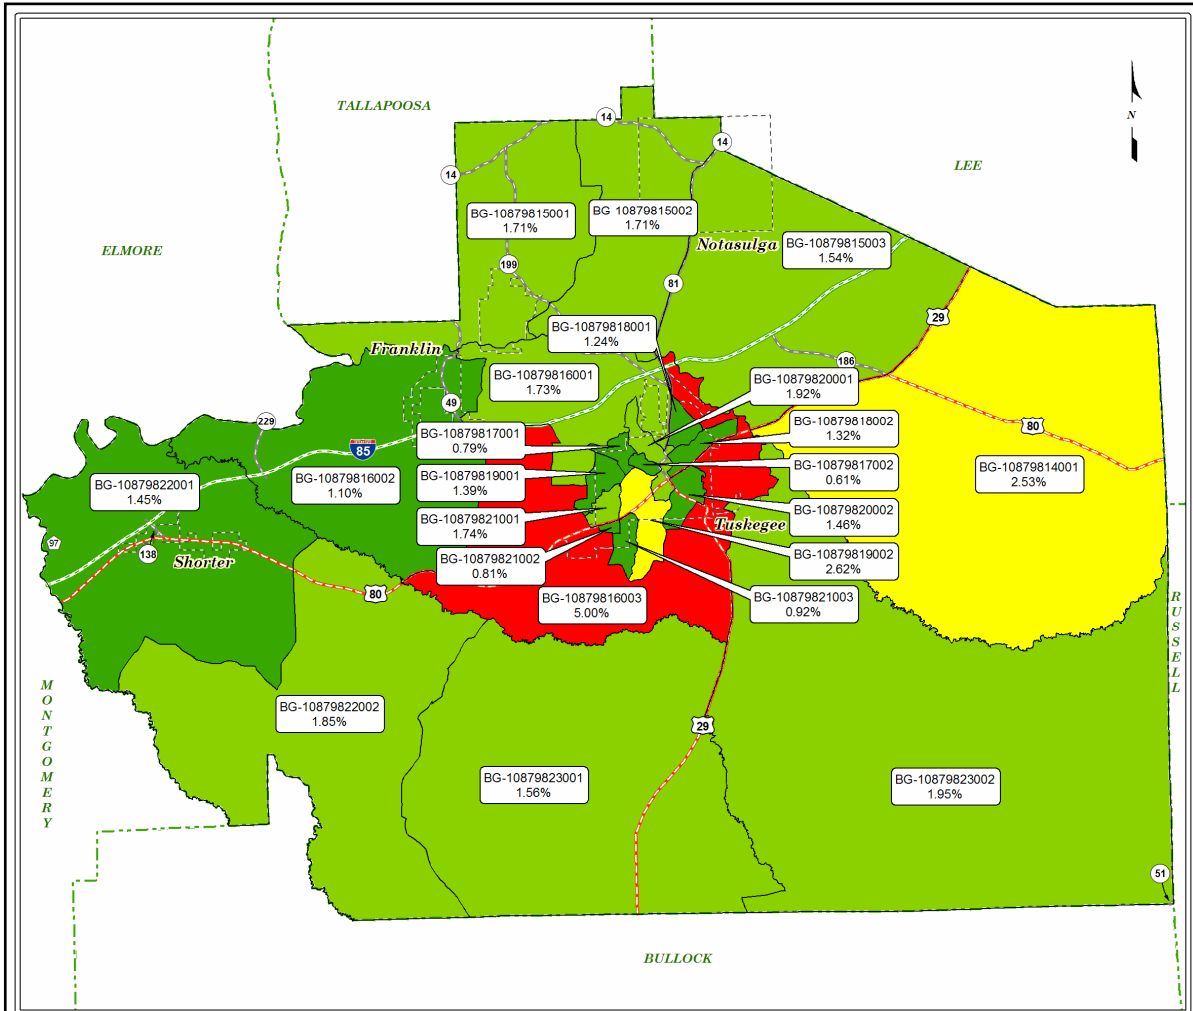 TALLAPOOSA
N
14
14
14
LEE
BG-10879815001
1.71%
BG 10879815002
1.71%
Notasulga
BG-10879815003
1.54%
ELMORE
199
81
29
BG-10879818001
1.24%
Franklin
186
BG-10879816001
1.73%
BG-10879820001
1.92%
49
229
BG-10879817001
0.79%
BG-10879818002
1.32%
80
85
BG-10879822001
1.45%
BG-10879816002
1.10%
BG-10879819001
1.39%
BG-10879817002
0.61%
BG-10879814001
2.53%
BG-10879821001
1.74%
BG-10879820002
1.46%
Tuskegee
97
138
Shorter
BG-10879821002
0.81%
BG-10879819002
2.62%
80
BG-10879816003
5.00%
BG-10879821003
0.92%
RUSSELL
MONTGOMERY
BG-10879822002
1.85%
29
BG-10879823001
1.56%
BG-10879823002
1.95%
51
BULLOCK